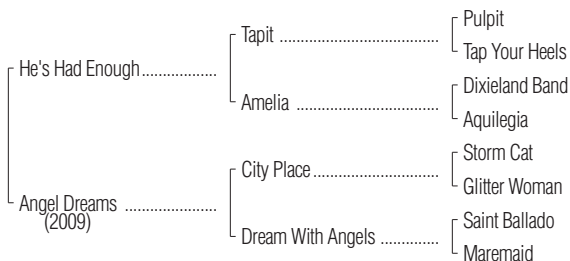 Pulpit
Tapit ..........................................
Tap Your Heels
He's Had Enough...................
Dixieland Band
Amelia .....................................
Aquilegia
Storm Cat
City Place.................................
Glitter Woman
Angel Dreams .......................
(2009)
Saint Ballado
Dream With Angels ...............
Maremaid